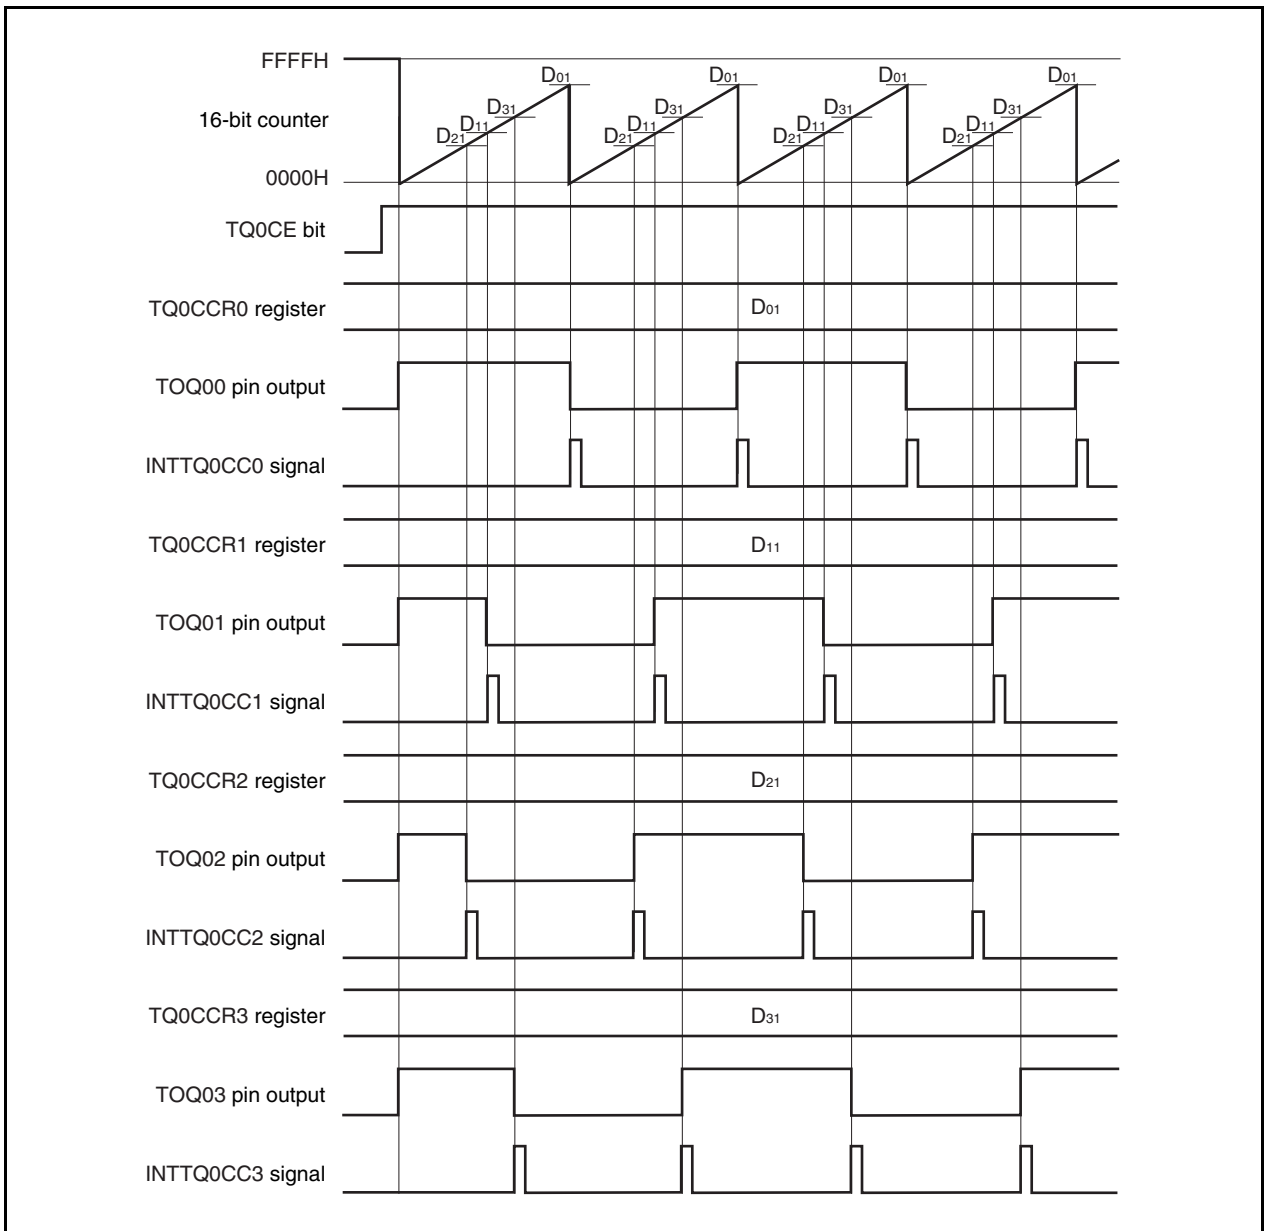 FFFFH
D01 D01 D01 D01
D31 D31 D31 D31
16-bit counter
D11 D11 D11 D11
D21 D21 D21 D21
0000H
TQ0CE bit
TQ0CCR0 register
D01
TOQ00 pin output
INTTQ0CC0 signal
TQ0CCR1 register
D11
TOQ01 pin output
INTTQ0CC1 signal
TQ0CCR2 register
D21
TOQ02 pin output
INTTQ0CC2 signal
TQ0CCR3 register
D31
TOQ03 pin output
INTTQ0CC3 signal